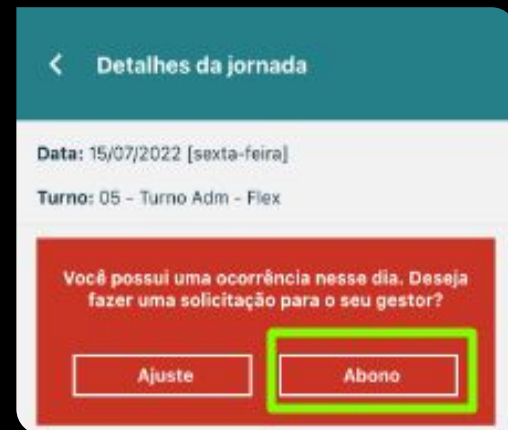 Detalhes da jornada
Data: 15/07/2022 [sexta-feira]
Turno: 05 - Turno Adm - Flex
Você possui uma ocorrência nesse dia. Deseja
fazer uma solicitação para o seu gestor?
Ajuste
Abono